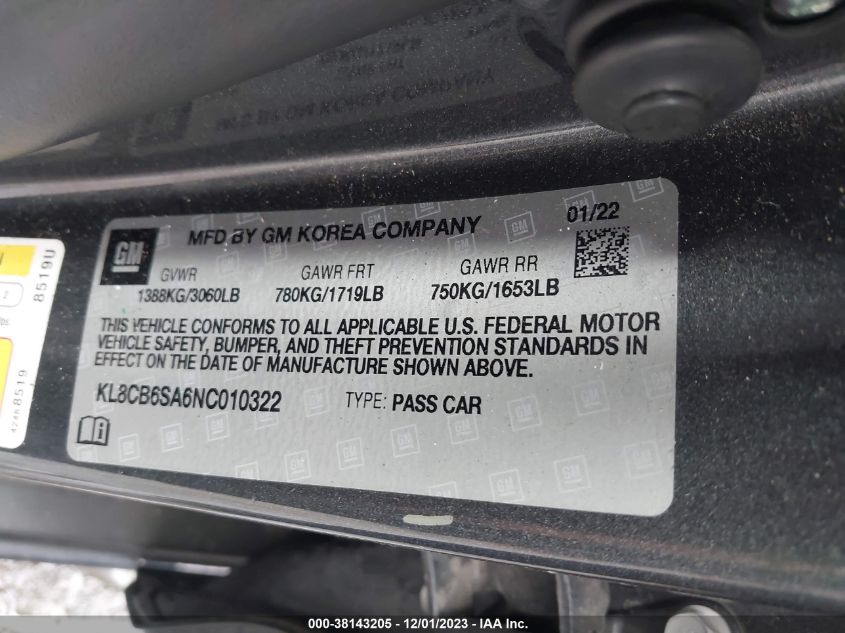 GM
MFD BY GM KOREA COMPANY
01/22
GVWR
GAWR FRT
GAWR RR
1388KG/3060LB
780KG/1719LB
750KG/1653LB
THIS VEHICLE CONFORMS TO ALL APPLICABLE U.S. FEDERAL MOTOR
VEHICLE SAFETY, BUMPER, AND THEFT PREVENTION STANDARDS IN
EFFECT ON THE DATE OF MANUFACTURE SHOWN ABOVE.
KL8CB6SA6NC010322
TYPE: PASS CAR
8519U
2
42488519
000-38143205 - 12/01/2023 - IAA Inc.